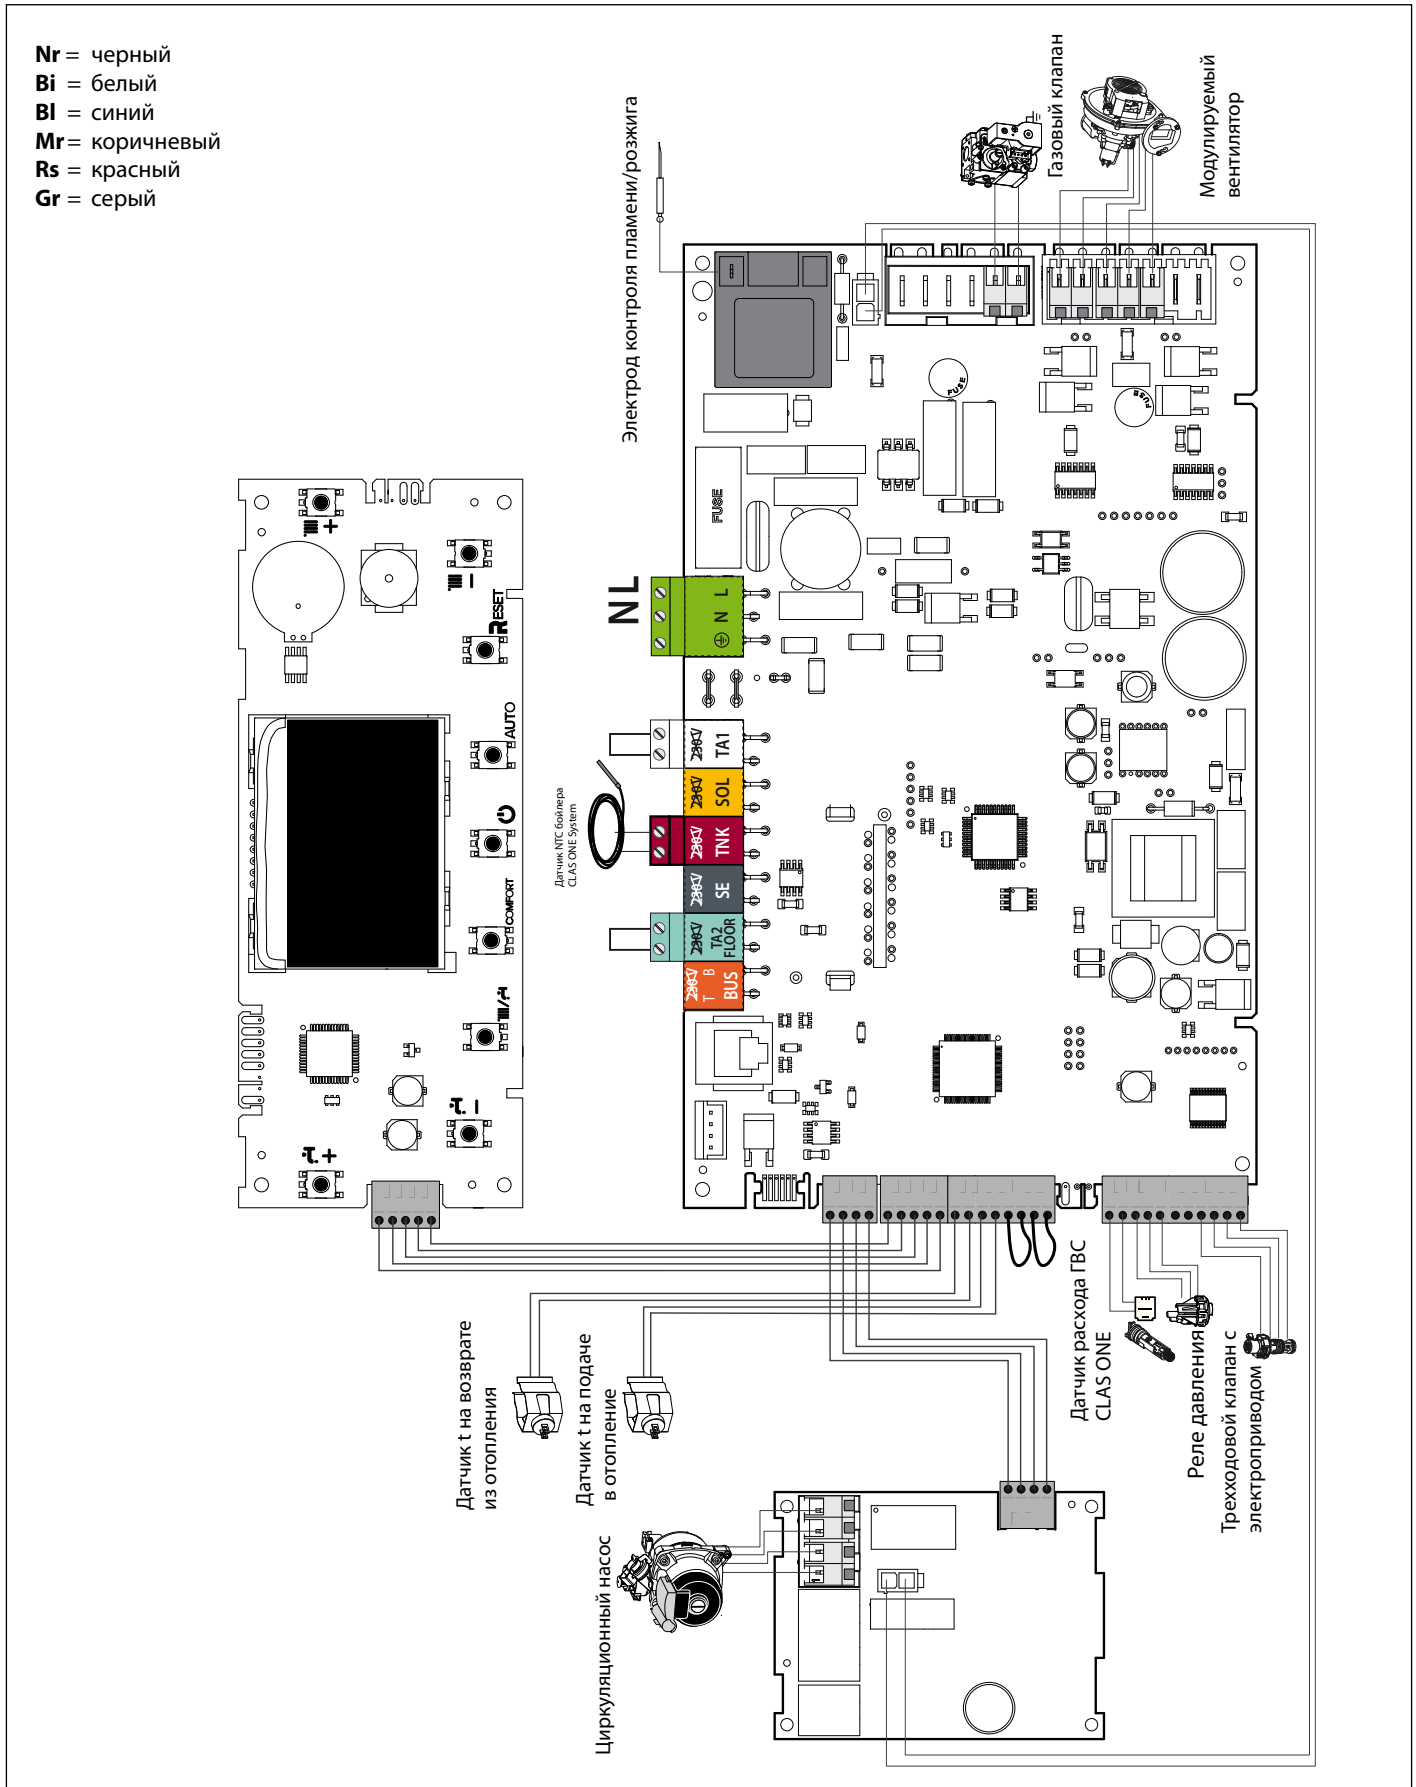 Nr = черный
Bi = белый
Bl = синий
Mr = коричневый
Rs = красный
Gr = серый
Электрод контроля пламени/розжига
Газовый клапан
Модулируемый
вентилятор
FUSE
FUSE
FUSE
NL
N L
230V
TA1
230V
SOL
230V
TNK
230V
SE
230V
TA2
FLOOR
230V
T B
BUS
Датчик NTC бойлера
CLAS ONE System
+
-
RESET
AUTO
COMFORT
-
+
Датчик t на возврате
из отопления
Датчик t на подаче
в отопление
Датчик расхода ГВС
CLAS ONE
Реле давления
Трехходовой клапан с
электроприводом
Циркуляционный насос
1